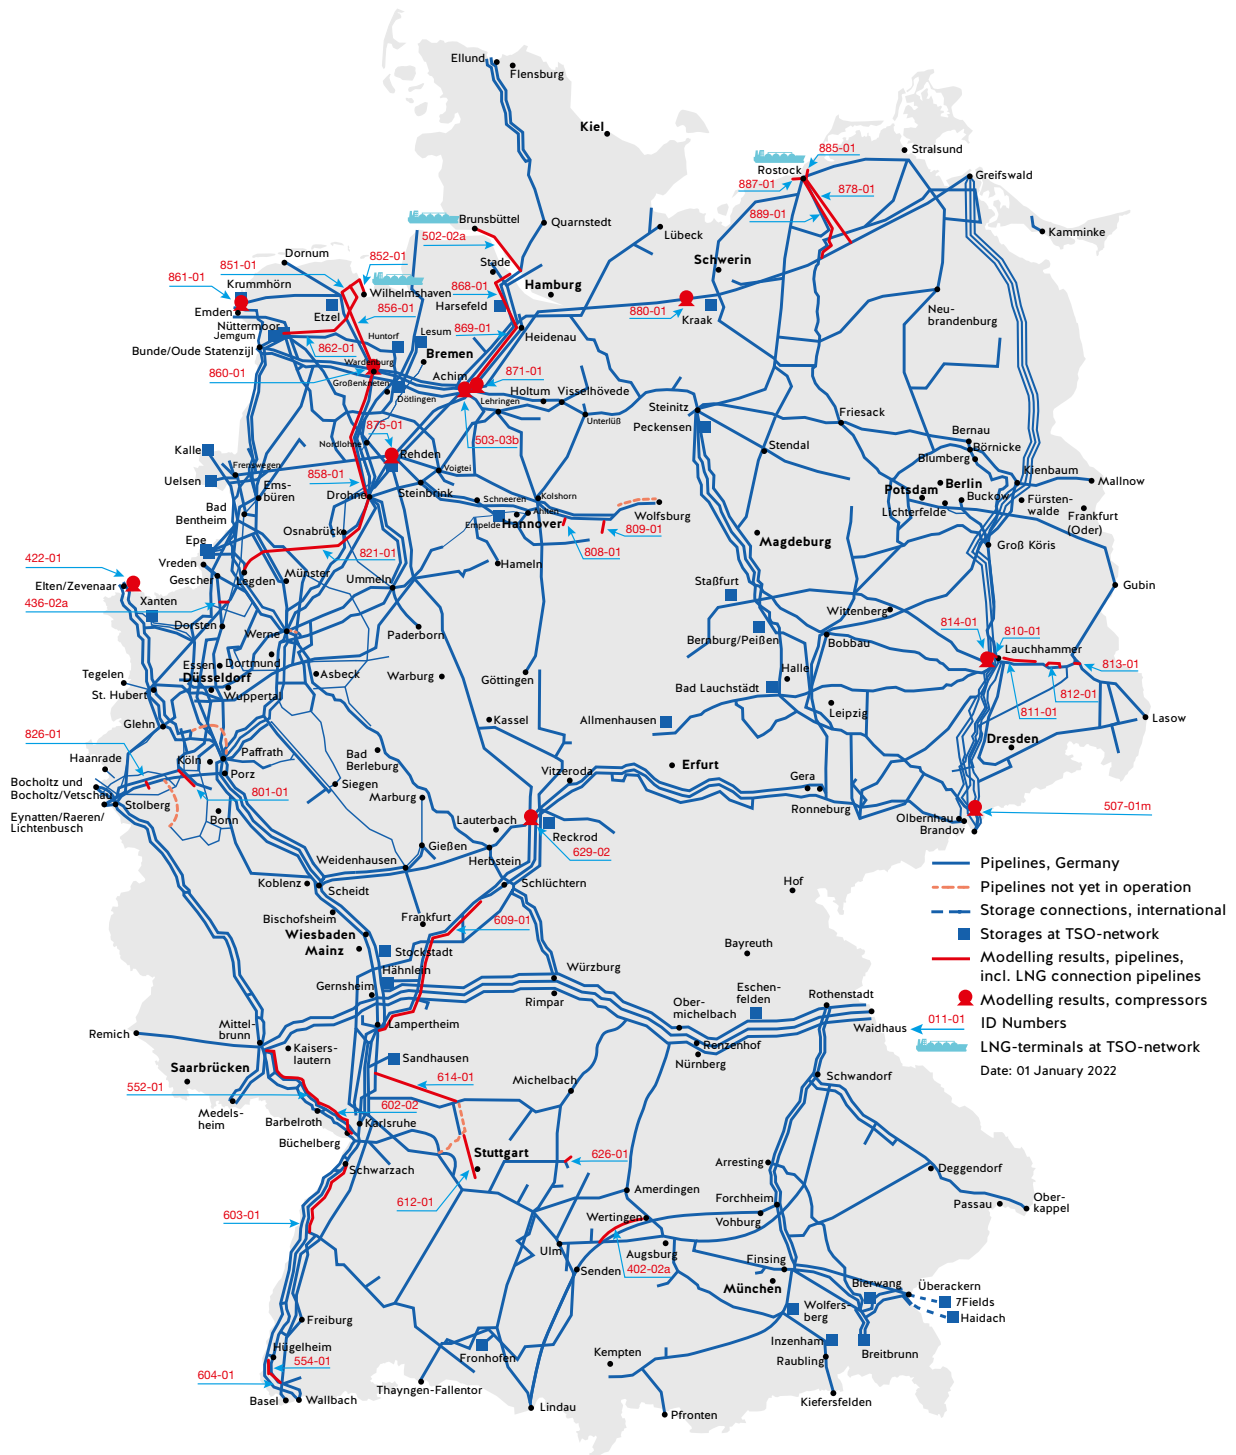 Ellund
Flensburg
Kiel
885-01
Stralsund
Rostock
887-01
878-01
Greifswald
889-01
Brunsbüttel
Quarnstedt
Lübeck
Kamminke
502-02a
Dornum
852-01
851-01
Stade
Schwerin
861-01
Krummhörn
Wilhelmshaven
868-01
Hamburg
Emden
Etzel
856-01
Harsefeld
880-01
Kraak
Neu-
brandenburg
Nüttermoor
Jemgum
Huntorf
Lesum
869-01
Heidenau
Bunde/Oude Statenzijl
862-01
Bremen
860-01
Wardenburg
Achim
871-01
Großenkneten
Dötlingen
Lehringen
Holtum
Visselhövede
Steinitz
Unterlüß
Peckensen
Friesack
875-01
503-03b
Nordlohne
Bernau
Börnicke
Blumberg
Kalle
Rehden
Stendal
Frenswegen
Voigtei
Kienbaum
Uelsen
858-01
Ems-
büren
Drohne
Steinbrink
Schneeren
Kolshorn
Potsdam
Berlin
Mallnow
Buckow
Lichterfelde
Fürsten-
walde
Bad
Bentheim
Empelde
Hannover
Ahlten
Wolfsburg
Frankfurt
(Oder)
Osnabrück
809-01
Magdeburg
Epe
821-01
808-01
Groß Köris
422-01
Vreden
Gescher
Legden
Münster
Ummeln
Hameln
Elten/Zevenaar
Staßfurt
Gubin
436-02a
Xanten
Wittenberg
Dorsten
Werne
Paderborn
Bernburg/Peißen
Bobbau
814-01
810-01
Lauchhammer
Essen
Dortmund
813-01
Tegelen
Düsseldorf
Asbeck
Warburg
Göttingen
Halle
St. Hubert
Wuppertal
Bad Lauchstädt
812-01
811-01
Leipzig
Glehn
Kassel
Allmenhausen
Lasow
826-01
Paffrath
Bad
Berleburg
Dresden
Haanrade
Köln
Erfurt
Bocholtz und
Bocholtz/Vetschau
Porz
Siegen
Vitzeroda
Gera
801-01
Marburg
Ronneburg
Stolberg
507-01m
Eynatten/Raeren/
Lichtenbusch
Bonn
Lauterbach
Olbernhau
Brandov
Reckrod
Gießen
629-02
Weidenhausen
Herbstein
Koblenz
Scheidt
Schlüchtern
Hof
Bischofsheim
Frankfurt
609-01
Wiesbaden
Mainz
Stockstadt
Bayreuth
Hähnlein
Gernsheim
Würzburg
Eschen-
felden
Rothenstadt
Rimpar
Ober-
michelbach
Remich
Mittel-
brunn
Lampertheim
Waidhaus
Kaisers-
lautern
Renzenhof
Nürnberg
Saarbrücken
Sandhausen
614-01
Michelbach
Schwandorf
552-01
602-02
Medels-
heim
Barbelroth
Karlsruhe
Büchelberg
Stuttgart
626-01
Schwarzach
Arresting
Deggendorf
612-01
Amerdingen
Forchheim
Passau
Ober-
kappel
603-01
Wertingen
Vohburg
Ulm
Augsburg
Finsing
Senden
402-02a
München
Bierwang
Überackern
7Fields
Wolfers-
berg
Haidach
Freiburg
Inzenham
Breitbrunn
Hügelheim
554-01
Fronhofen
Kempten
Raubling
604-01
Basel
Wallbach
Thayngen-Fallentor
Lindau
Pfronten
Kiefersfelden
Pipelines, Germany
Pipelines not yet in operation
Storage connections, international
Storages at TSO-network
Modelling results, pipelines,
incl. LNG connection pipelines
Modelling results, compressors
011-01
ID Numbers
LNG-terminals at TSO-network
Date: 01 January 2022